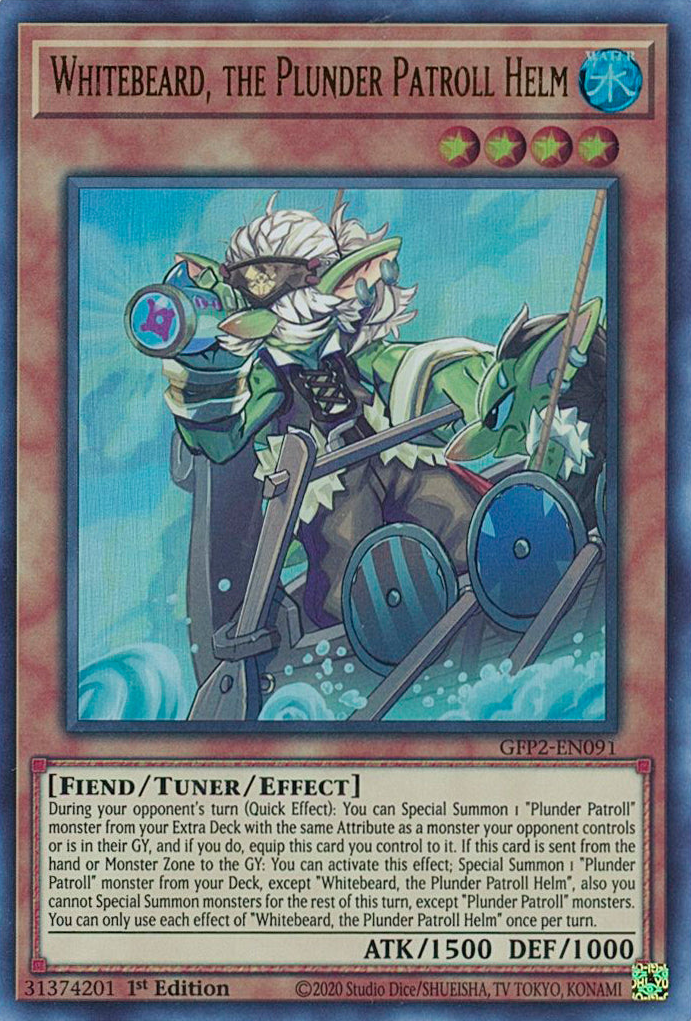 WHITEBEARD, THE PLUNDER PATROLL HELM
WATER
水
GFP2-EN091
[FIEND/TUNER/EFFECT]
During your opponent's turn (Quick Effect): You can Special Summon 1 "Plunder Patroll"
monster from your Extra Deck with the same Attribute as a monster your opponent controls
or is in their GY, and if you do, equip this card you control to it. If this card is sent from the
hand or Monster Zone to the GY: You can activate this effect; Special Summon 1 "Plunder
Patroll" monster from your Deck, except "Whitebeard, the Plunder Patroll Helm", also you
cannot Special Summon monsters for the rest of this turn, except "Plunder Patroll" monsters.
You can only use each effect of "Whitebeard, the Plunder Patroll Helm" once per turn.
ATK/1500 DEF/1000
31374201 1st Edition ©2020 Studio Dice/SHUEISHA, TV TOKYO, KONAMI